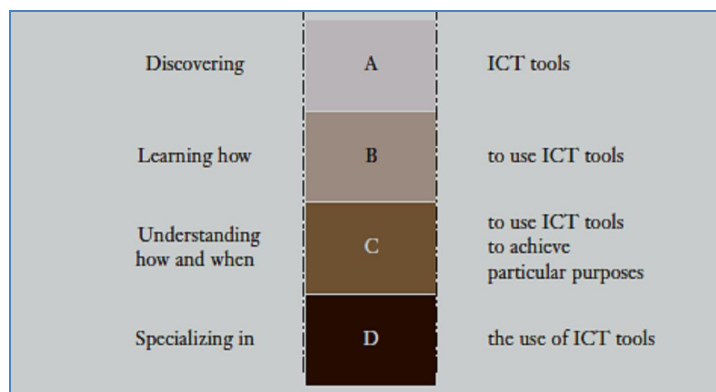 Discovering A ICT tools
Learning how B to use ICT tools
Understanding
how and when
C
to use ICT tools
to achieve
particular purposes
Specializing in D the use of ICT tools